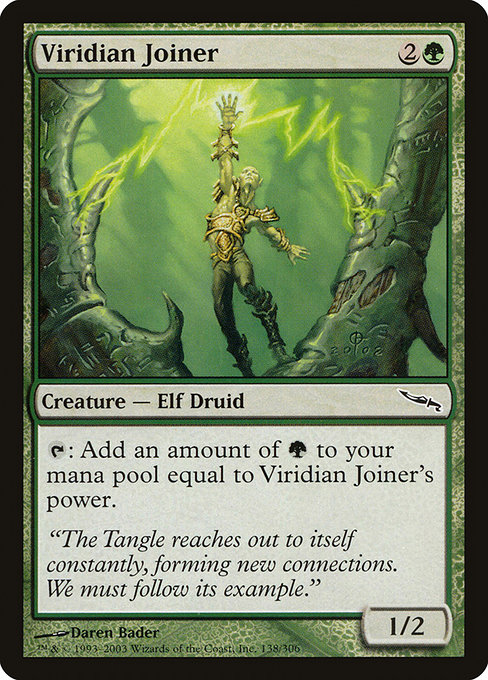 Viridian Joiner 2
2002
Creature — Elf Druid
: Add an amount of to your
mana pool equal to Viridian Joiner's
power.
“The Tangle reaches out to itself
constantly, forming new connections.
We must follow its example.”
Daren Bader
1/2
™ & © 1993-2003 Wizards of the Coast, Inc. 138/306